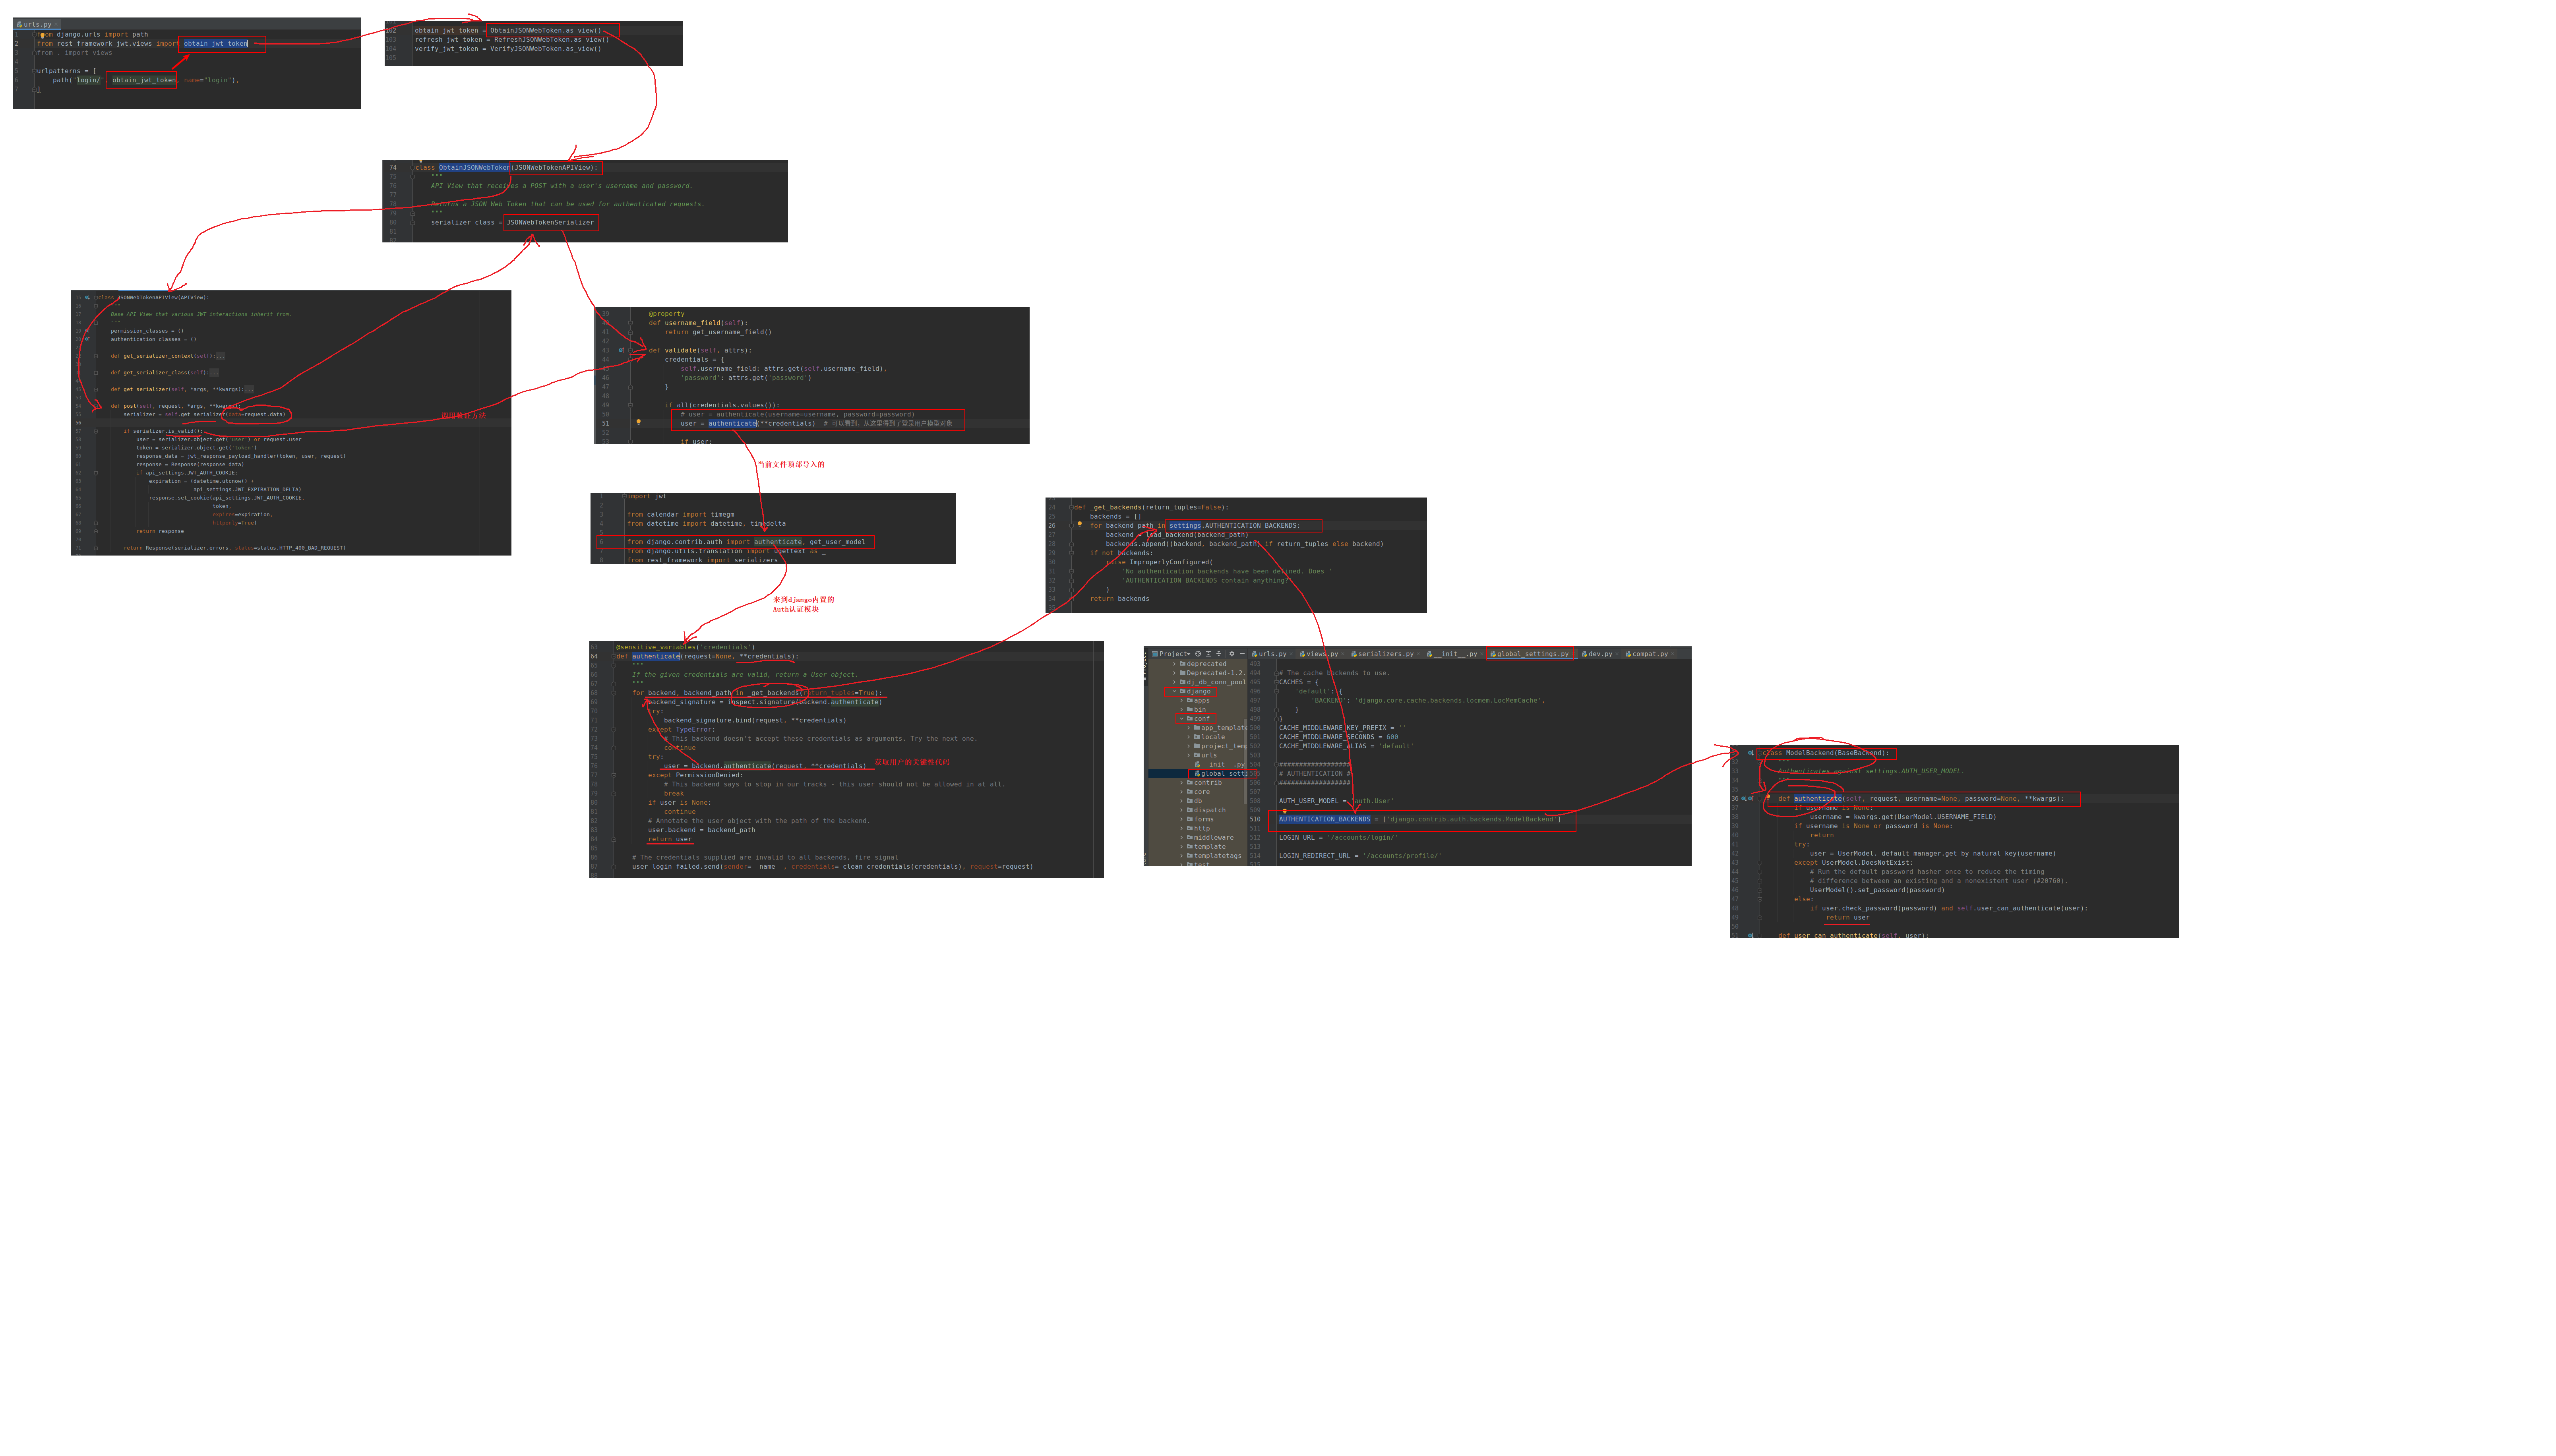 urls.py
from django.urls import path
from rest_framework_jwt.views import obtain_jwt_token
from . import views
urlpatterns = [
path("login/", obtain_jwt_token, name="login"),
]
obtain_jwt_token = ObtainJSONWebToken.as_view()
refresh_jwt_token = RefreshJSONWebToken.as_view()
verify_jwt_token = VerifyJSONWebToken.as_view()
class ObtainJSONWebToken(JSONWebTokenAPIView):
"""
API View that receives a POST with a user's username and password.
Returns a JSON Web Token that can be used for authenticated requests.
"""
serializer_class = JSONWebTokenSerializer
class JSONWebTokenAPIView(APIView):
"""
Base API View that various JWT interactions inherit from.
"""
permission_classes = ()
authentication_classes = ()
def get_serializer_context(self):...
def get_serializer_class(self):...
def get_serializer(self, *args, **kwargs):...
def post(self, request, *args, **kwargs):
serializer = self.get_serializer(data=request.data)
if serializer.is_valid():
user = serializer.object.get('user') or request.user
token = serializer.object.get('token')
response_data = jwt_response_payload_handler(token, user, request)
response = Response(response_data)
if api_settings.JWT_AUTH_COOKIE:
expiration = (datetime.utcnow() +
api_settings.JWT_EXPIRATION_DELTA)
response.set_cookie(api_settings.JWT_AUTH_COOKIE,
token,
expires=expiration,
httponly=True)
return response
return Response(serializer.errors, status=status.HTTP_400_BAD_REQUEST)
调用验证方法
@property
def username_field(self):
return get_username_field()
def validate(self, attrs):
credentials = {
self.username_field: attrs.get(self.username_field),
'password': attrs.get('password')
}
if all(credentials.values()):
# user = authenticate(username=username, password=password)
user = authenticate(**credentials) # 可以看到，从这里得到了登录用户模型对象
if user:
当前文件顶部导入的
import jwt
from calendar import timegm
from datetime import datetime, timedelta
from django.contrib.auth import authenticate, get_user_model
from django.utils.translation import ugettext as _
from rest_framework import serializers
来到django内置的
Auth认证模块
def _get_backends(return_tuples=False):
backends = []
for backend_path in settings.AUTHENTICATION_BACKENDS:
backend = load_backend(backend_path)
backends.append((backend, backend_path) if return_tuples else backend)
if not backends:
raise ImproperlyConfigured(
'No authentication backends have been defined. Does '
'AUTHENTICATION_BACKENDS contain anything?'
)
return backends
@sensitive_variables('credentials')
def authenticate(request=None, **credentials):
"""
If the given credentials are valid, return a User object.
"""
for backend, backend_path in _get_backends(return_tuples=True):
backend_signature = inspect.signature(backend.authenticate)
try:
backend_signature.bind(request, **credentials)
except TypeError:
# This backend doesn't accept these credentials as arguments. Try the next one.
continue
try:
user = backend.authenticate(request, **credentials)
获取用户的关键性代码
except PermissionDenied:
# This backend says to stop in our tracks - this user should not be allowed in at all.
break
if user is None:
continue
# Annotate the user object with the path of the backend.
user.backend = backend_path
return user
# The credentials supplied are invalid to all backends, fire signal
user_login_failed.send(sender=__name__, credentials=_clean_credentials(credentials), request=request)
Project
urls.py views.py serializers.py __init__.py global_settings.py dev.py compat.py
deprecated
Deprecated-1.2.
dj_db_conn_pool
django
apps
bin
conf
app_template
locale
project_temp
urls
__init__.py
global_setti
contrib
core
db
dispatch
forms
http
middleware
template
templatetags
test
# The cache backends to use.
CACHES = {
'default': {
'BACKEND': 'django.core.cache.backends.locmem.LocMemCache',
}
}
CACHE_MIDDLEWARE_KEY_PREFIX = ''
CACHE_MIDDLEWARE_SECONDS = 600
CACHE_MIDDLEWARE_ALIAS = 'default'
##################
# AUTHENTICATION #
##################
AUTH_USER_MODEL = 'auth.User'
AUTHENTICATION_BACKENDS = ['django.contrib.auth.backends.ModelBackend']
LOGIN_URL = '/accounts/login/'
LOGIN_REDIRECT_URL = '/accounts/profile/'
class ModelBackend(BaseBackend):
"""
Authenticates against settings.AUTH_USER_MODEL.
"""
def authenticate(self, request, username=None, password=None, **kwargs):
if username is None:
username = kwargs.get(UserModel.USERNAME_FIELD)
if username is None or password is None:
return
try:
user = UserModel._default_manager.get_by_natural_key(username)
except UserModel.DoesNotExist:
# Run the default password hasher once to reduce the timing
# difference between an existing and a nonexistent user (#20760).
UserModel().set_password(password)
else:
if user.check_password(password) and self.user_can_authenticate(user):
return user
def user_can_authenticate(self, user):